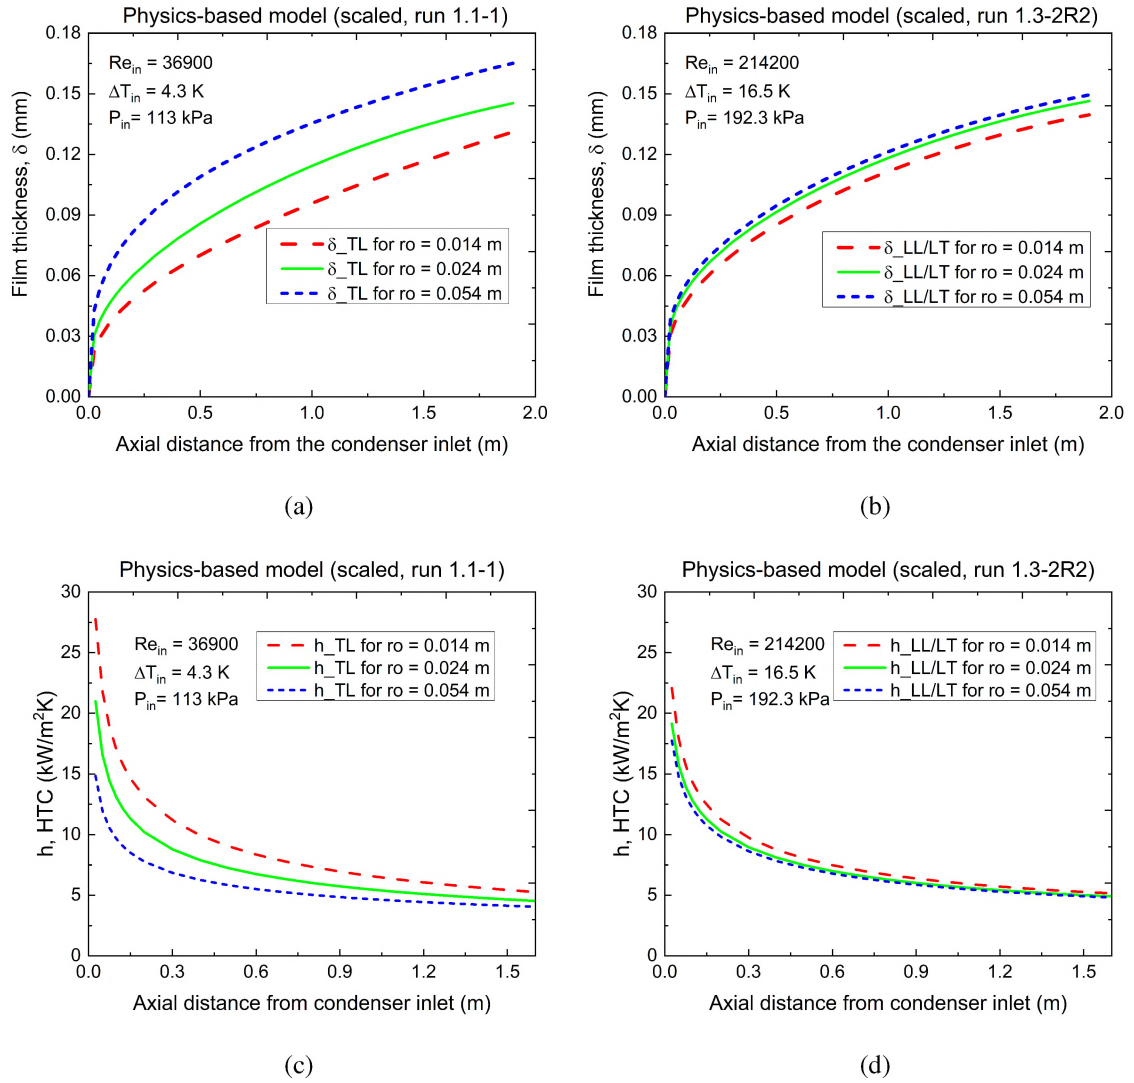 Physics-based model (scaled, run 1.1-1)
0.18
0.15
0.12
0.09
0.06
0.03
0.00
Film thickness, δ (mm)
Re_in = 36900
ΔT_in = 4.3 K
P_in= 113 kPa
δ_TL for ro = 0.014 m
δ_TL for ro = 0.024 m
δ_TL for ro = 0.054 m
0.0 0.5 1.0 1.5 2.0
Axial distance from the condenser inlet (m)
(a)
Physics-based model (scaled, run 1.3-2R2)
0.18
0.15
0.12
0.09
0.06
0.03
0.00
Film thickness, δ (mm)
Re_in = 214200
ΔT_in = 16.5 K
P_in= 192.3 kPa
δ_LL/LT for ro = 0.014 m
δ_LL/LT for ro = 0.024 m
δ_LL/LT for ro = 0.054 m
0.0 0.5 1.0 1.5 2.0
Axial distance from the condenser inlet (m)
(b)
Physics-based model (scaled, run 1.1-1)
30
25
20
15
10
5
0
h, HTC (kW/m²K)
Re_in = 36900
ΔT_in = 4.3 K
P_in= 113 kPa
h_TL for ro = 0.014 m
h_TL for ro = 0.024 m
h_TL for ro = 0.054 m
0.0 0.3 0.6 0.9 1.2 1.5
Axial distance from condenser inlet (m)
(c)
Physics-based model (scaled, run 1.3-2R2)
30
25
20
15
10
5
0
h, HTC (kW/m²K)
Re_in = 214200
ΔT_in = 16.5 K
P_in= 192.3 kPa
h_LL/LT for ro = 0.014 m
h_LL/LT for ro = 0.024 m
h_LL/LT for ro = 0.054 m
0.0 0.3 0.6 0.9 1.2 1.5
Axial distance from condenser inlet (m)
(d)